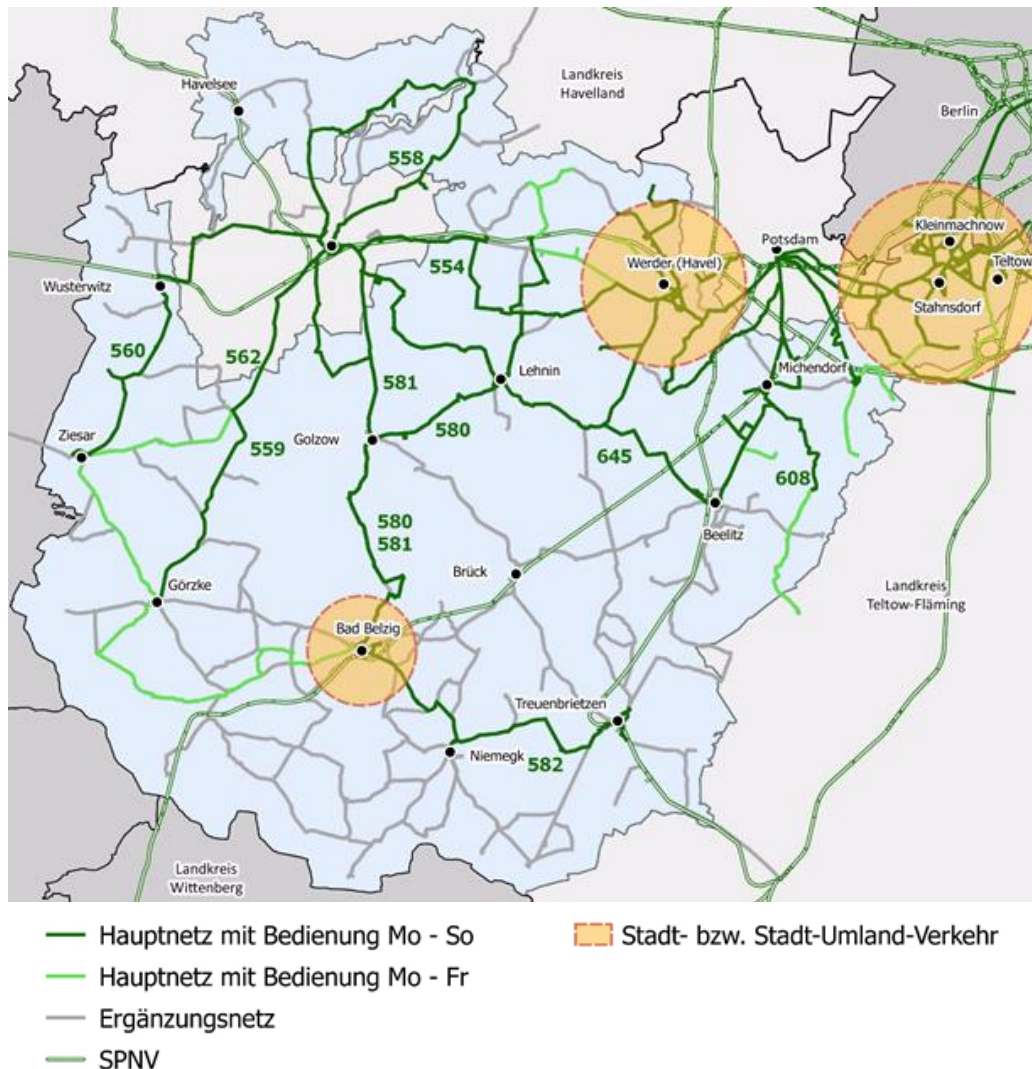 Landkreis
Havelland
Havelsee
Berlin
558
Kleinmachnow
Potsdam
Werder (Havel)
Teltow
554
Wusterwitz
Stahnsdorf
560
562
Lehnin
Michendorf
581
Ziesar
Golzow
580
559
645
608
580
581
Beelitz
Brück
Görzke
Landkreis
Teltow-Fläming
Bad Belzig
Treuenbrietzen
Niemegk
582
Landkreis
Wittenberg
Hauptnetz mit Bedienung Mo - So
Stadt- bzw. Stadt-Umland-Verkehr
Hauptnetz mit Bedienung Mo - Fr
Ergänzungsnetz
SPNV